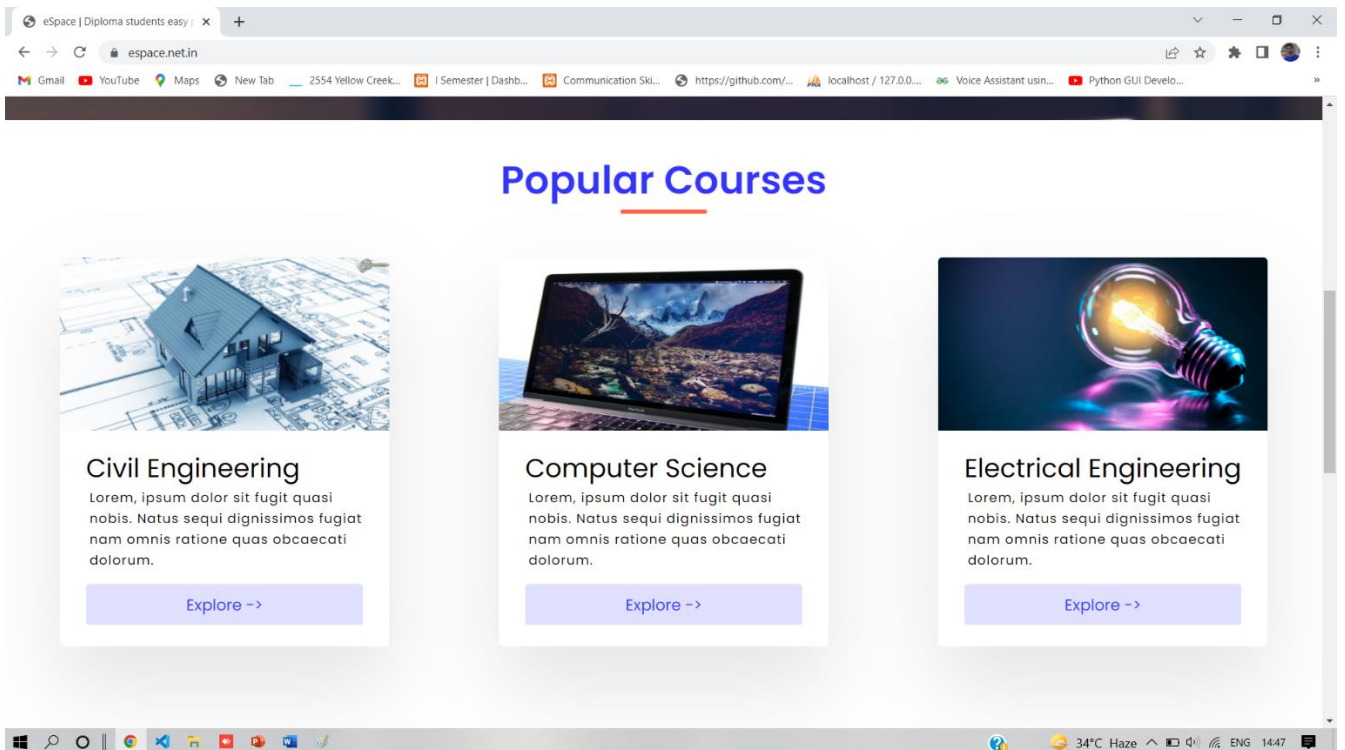 eSpace | Diploma students easy
espace.net.in
Gmail YouTube Maps New Tab 2554 Yellow Creek... I Semester | Dashb... Communication Ski... https://github.com/... localhost / 127.0.0.... Voice Assistant usin... Python GUI Develo... »
Popular Courses
Civil Engineering
Lorem, ipsum dolor sit fugit quasi
nobis. Natus sequi dignissimos fugiat
nam omnis ratione quas obcaecati
dolorum.
Explore ->
Computer Science
Lorem, ipsum dolor sit fugit quasi
nobis. Natus sequi dignissimos fugiat
nam omnis ratione quas obcaecati
dolorum.
Explore ->
Electrical Engineering
Lorem, ipsum dolor sit fugit quasi
nobis. Natus sequi dignissimos fugiat
nam omnis ratione quas obcaecati
dolorum.
Explore ->
34°C Haze ENG 14:47